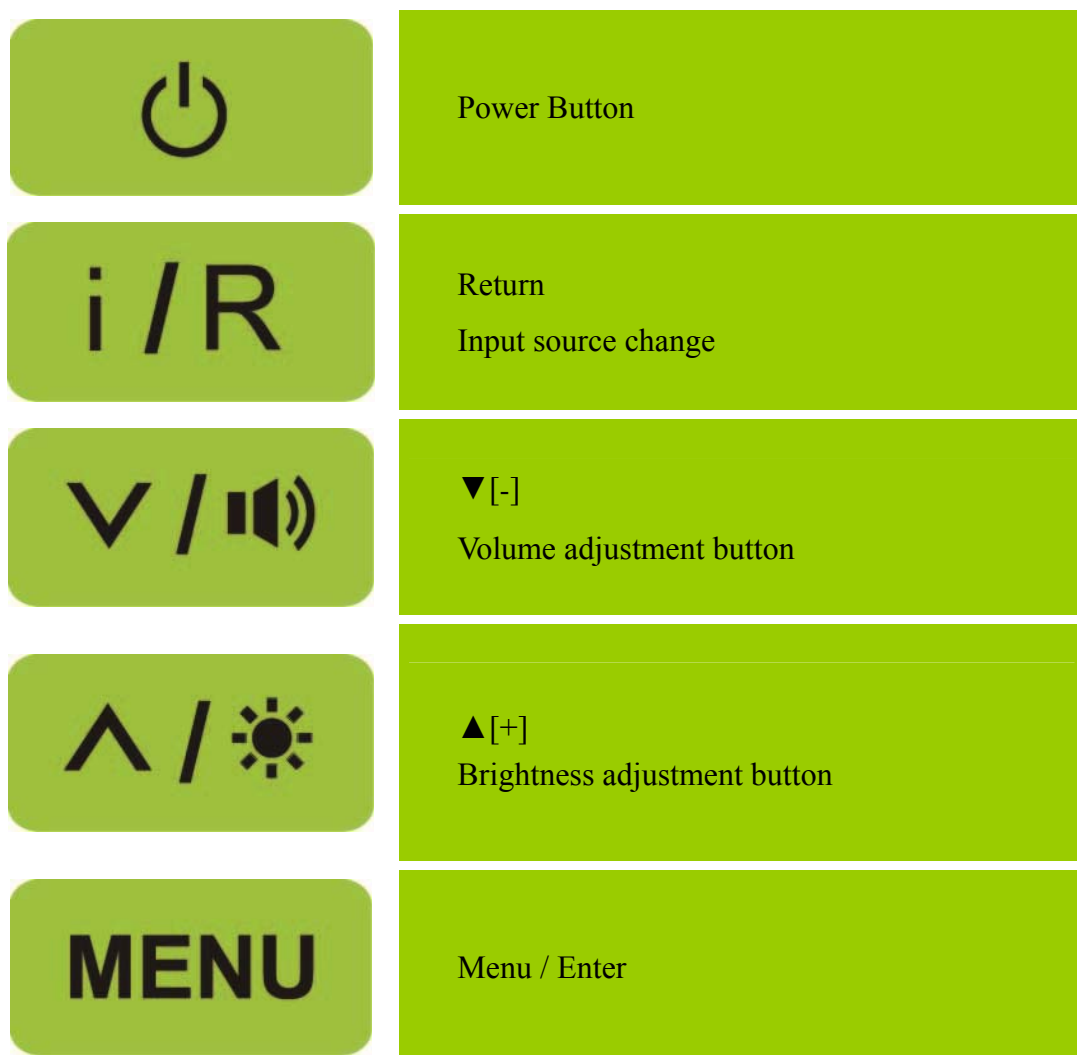 Power Button
i / R
Return
Input source change
▼[-]
Volume adjustment button
▲[+]
Brightness adjustment button
MENU
Menu / Enter